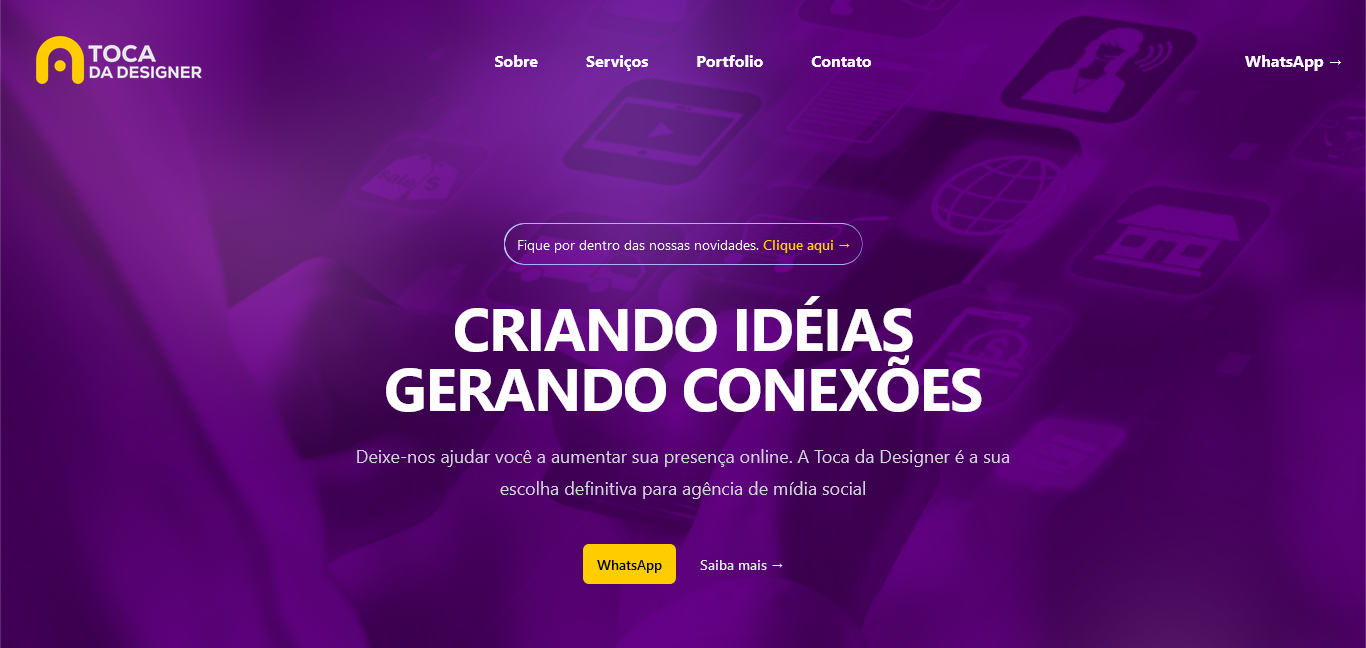 TOCA
DA DESIGNER
Sobre
Serviços
Portfolio
Contato
WhatsApp →
Fique por dentro das nossas novidades. Clique aqui →
CRIANDO IDÉIAS
GERANDO CONEXÕES
Deixe-nos ajudar você a aumentar sua presença online. A Toca da Designer é a sua
escolha definitiva para agência de mídia social
WhatsApp
Saiba mais →